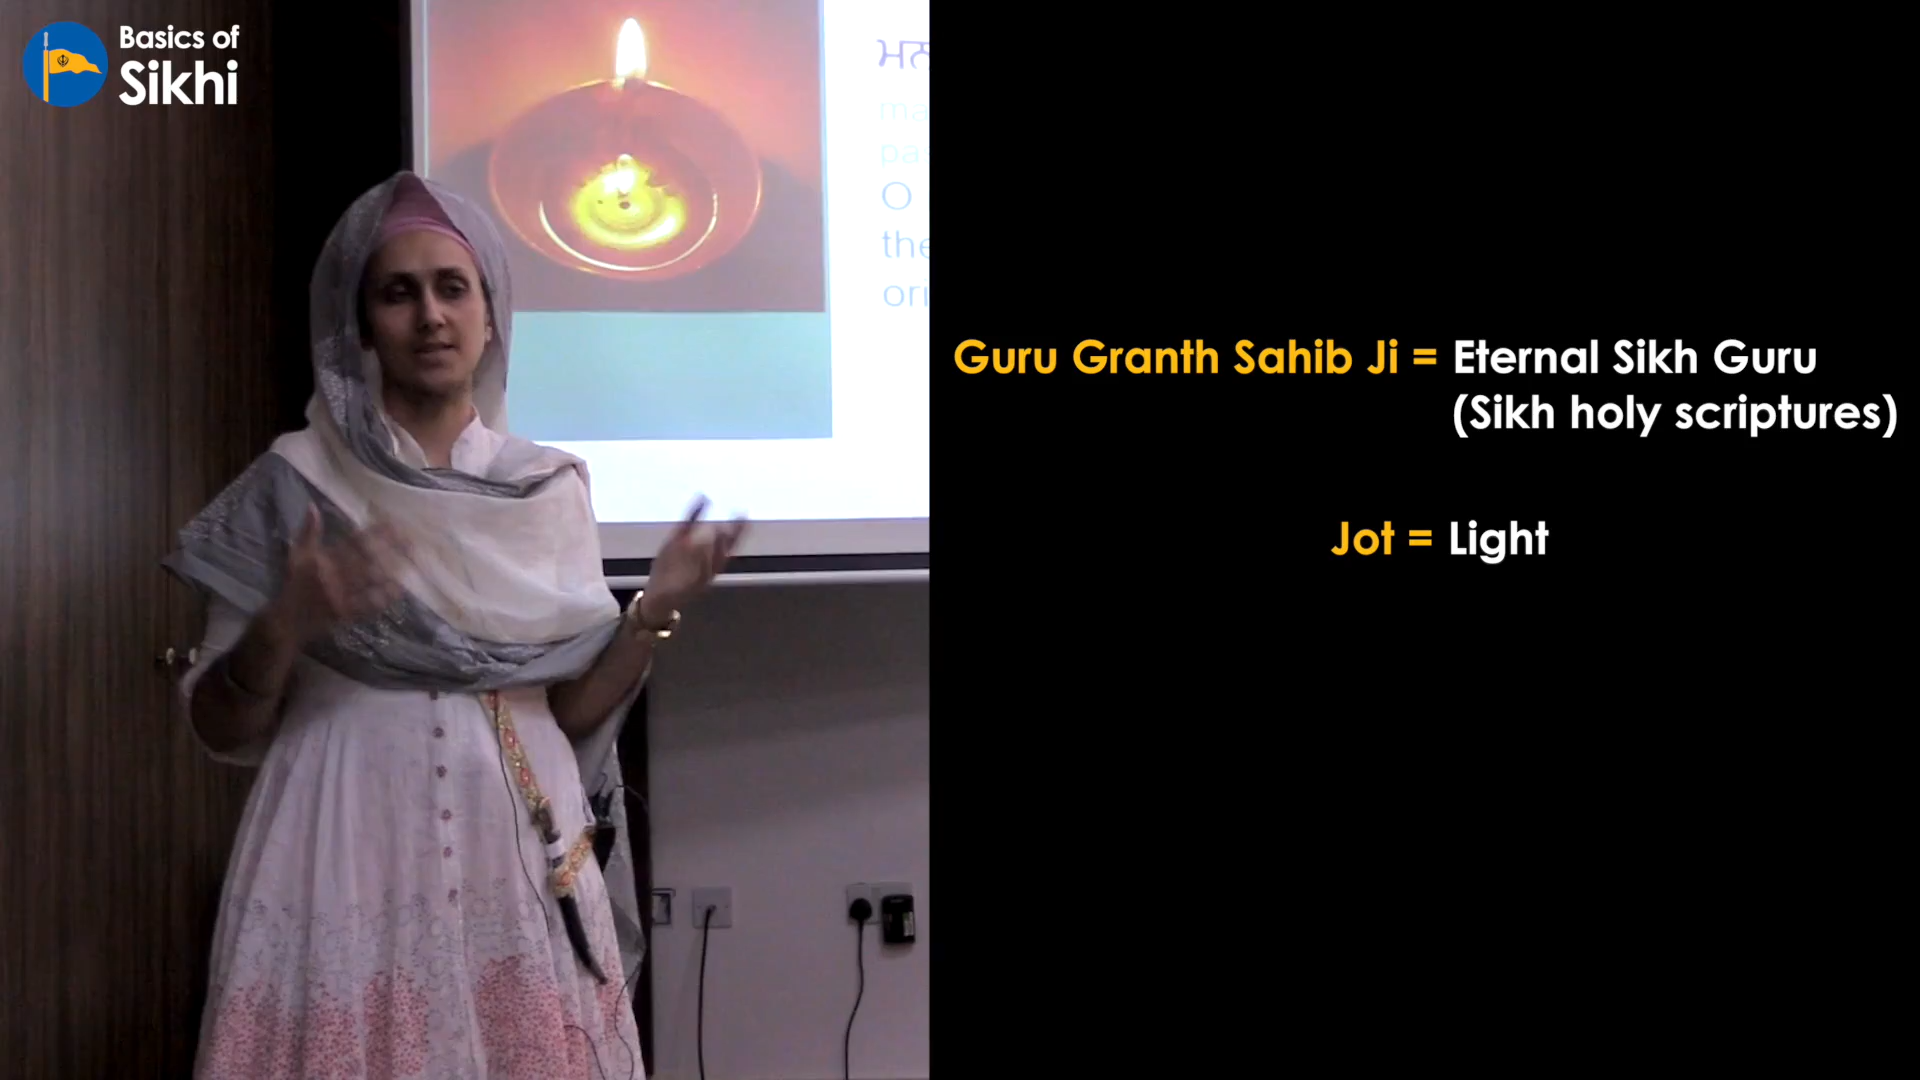 Basics of
Sikhi
O
Guru Granth Sahib Ji = Eternal Sikh Guru
(Sikh holy scriptures)
Jot = Light